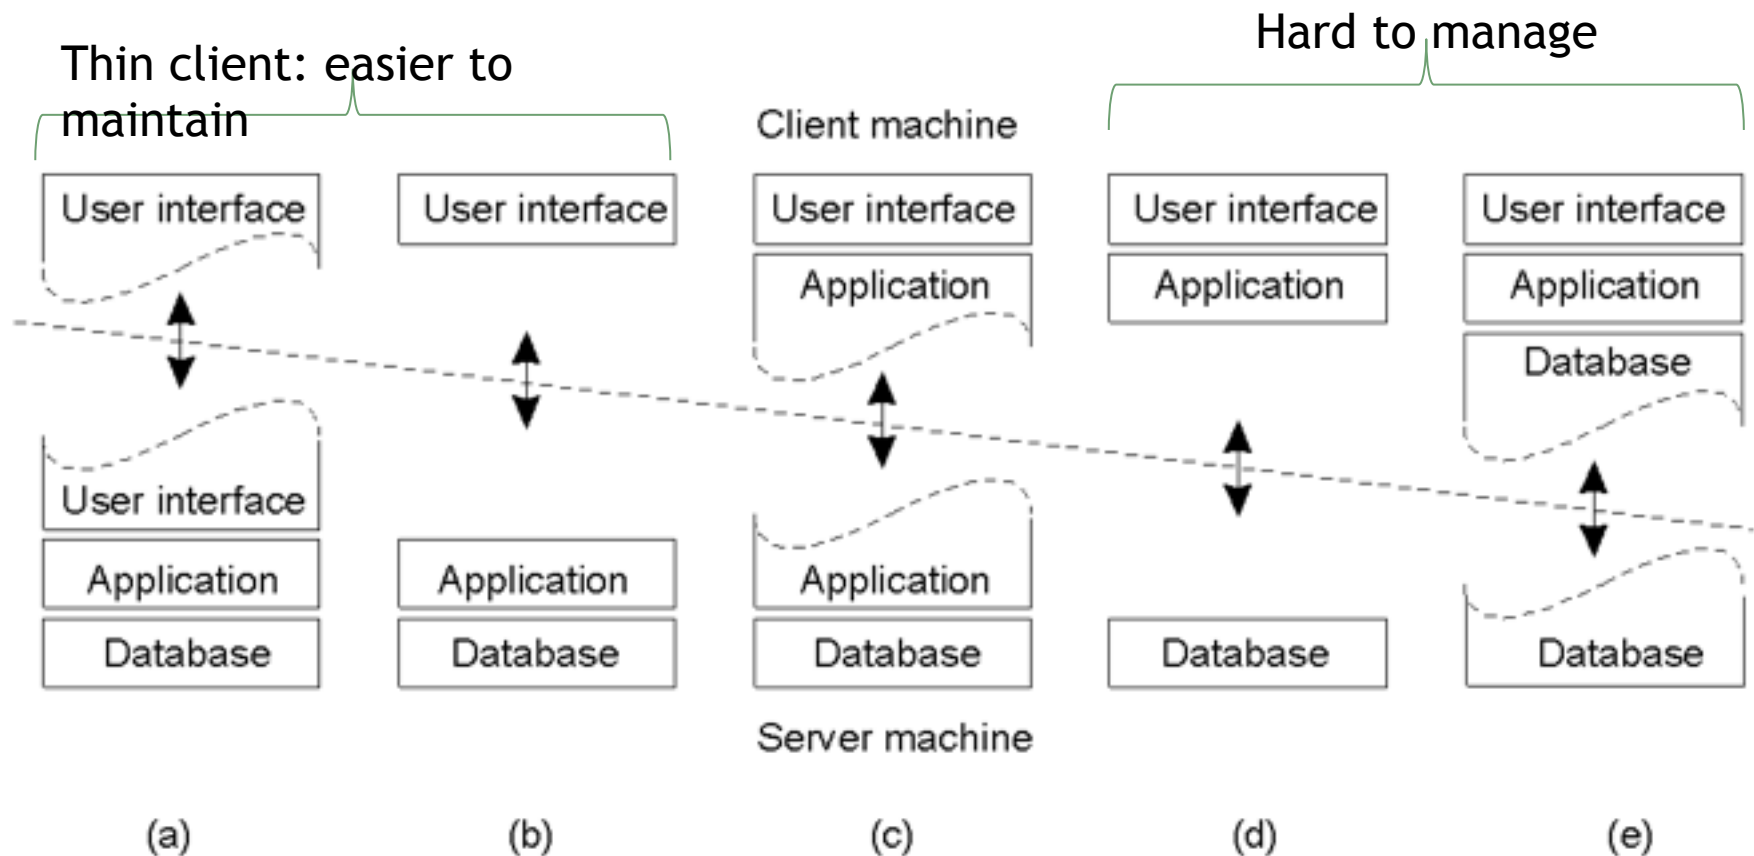 Hard to manage
Thin client: easier to
maintain
Client machine
User interface User interface User interface User interface User interface
Application Application Application
Database
User interface
Application Application Application
Database Database Database Database Database
Server machine
(a) (b) (c) (d) (e)